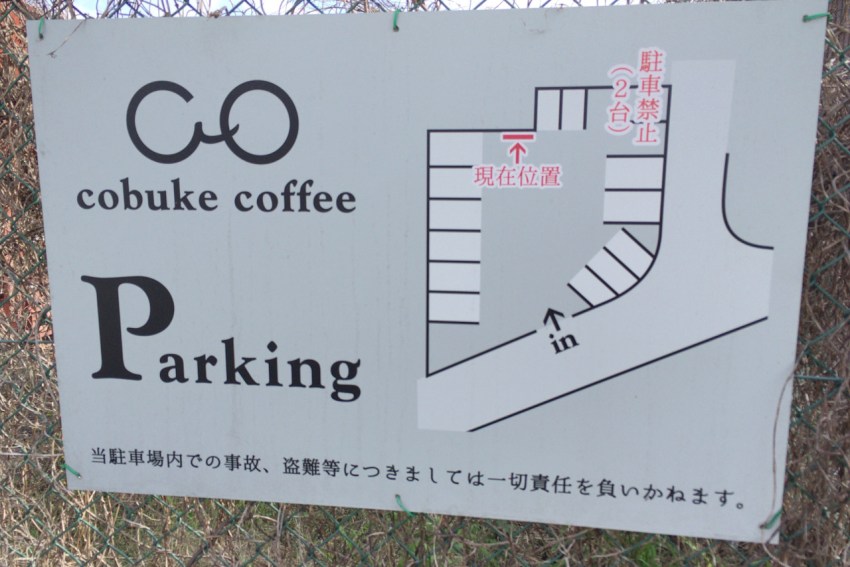 cobuke coffee
Parking
駐車禁止
（2台）
現在位置
in
当駐車場内での事故、盗難等につきましては一切責任を負いかねます。